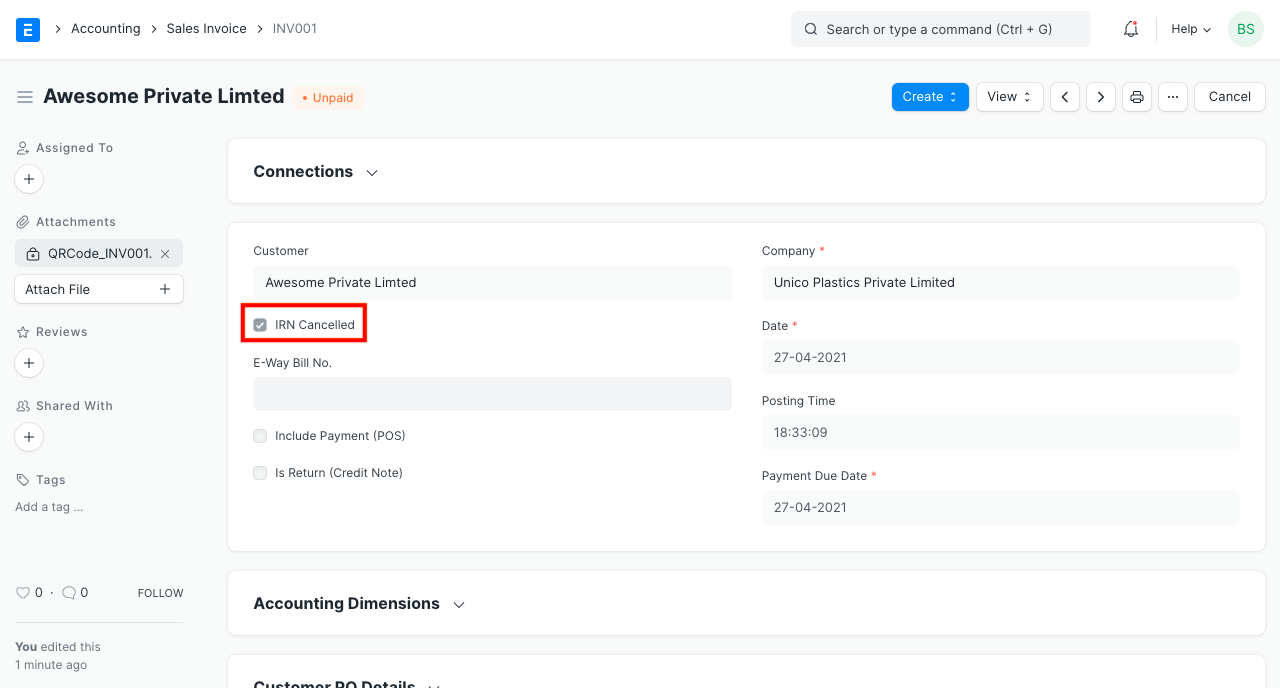 Accounting > Sales Invoice > INV001
Search or type a command (Ctrl + G)
Help
BS
Awesome Private Limted
• Unpaid
Create
View
...
Cancel
Assigned To
+
Attachments
QRCode_INV001.
Attach File +
Reviews
+
Shared With
+
Tags
Add a tag ...
0 · 0 FOLLOW
You edited this
1 minute ago
Connections
Customer
Awesome Private Limted
IRN Cancelled
E-Way Bill No.
Include Payment (POS)
Is Return (Credit Note)
Company *
Unico Plastics Private Limited
Date *
27-04-2021
Posting Time
18:33:09
Payment Due Date *
27-04-2021
Accounting Dimensions
Customer PO Details